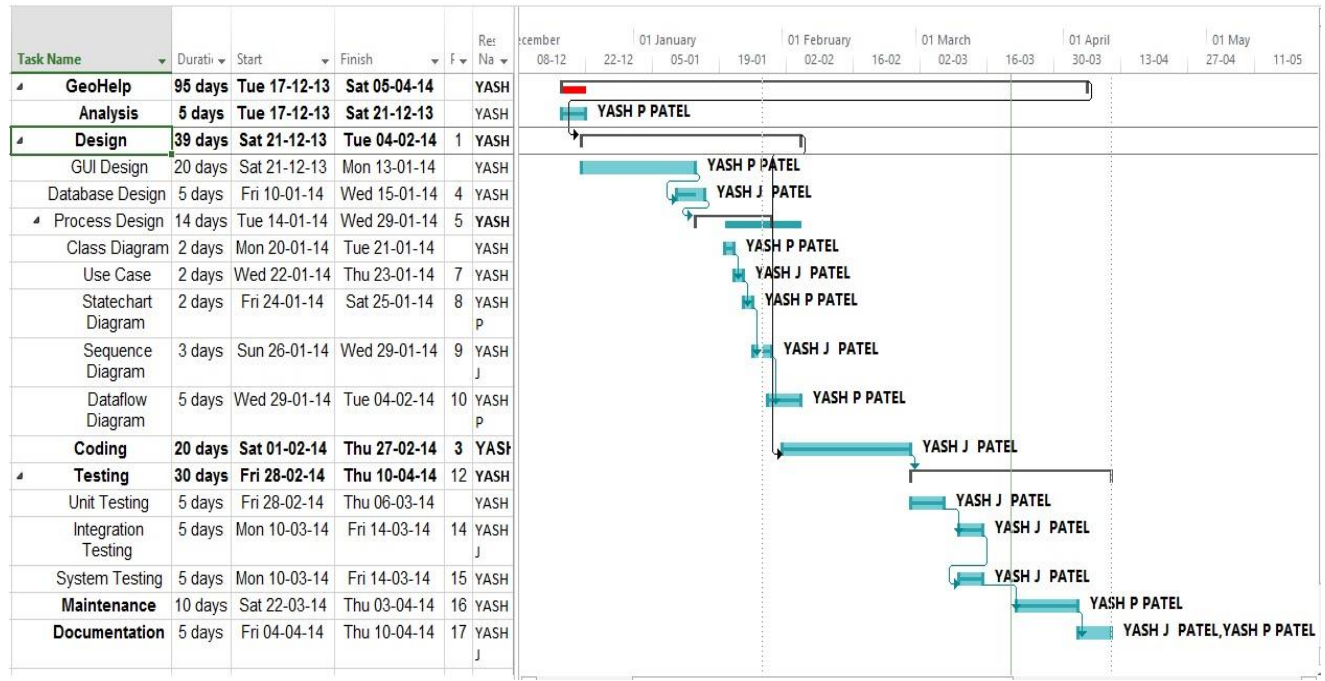 Res
Task Name Duratio Start Finish F Na
ecember 01 January 01 February 01 March 01 April 01 May
08-12 22-12 05-01 19-01 02-02 16-02 02-03 16-03 30-03 13-04 27-04 11-05
GeoHelp 95 days Tue 17-12-13 Sat 05-04-14 YASH
Analysis 5 days Tue 17-12-13 Sat 21-12-13 YASH YASH P PATEL
Design 39 days Sat 21-12-13 Tue 04-02-14 1 YASH
GUI Design 20 days Sat 21-12-13 Mon 13-01-14 YASH YASH P PATEL
Database Design 5 days Fri 10-01-14 Wed 15-01-14 4 YASH YASH J PATEL
Process Design 14 days Tue 14-01-14 Wed 29-01-14 5 YASH
Class Diagram 2 days Mon 20-01-14 Tue 21-01-14 YASH YASH P PATEL
Use Case 2 days Wed 22-01-14 Thu 23-01-14 7 YASH YASH J PATEL
Statechart 2 days Fri 24-01-14 Sat 25-01-14 8 YASH YASH P PATEL
Diagram P
Sequence 3 days Sun 26-01-14 Wed 29-01-14 9 YASH YASH J PATEL
Diagram J
Dataflow 5 days Wed 29-01-14 Tue 04-02-14 10 YASH YASH P PATEL
Diagram P
Coding 20 days Sat 01-02-14 Thu 27-02-14 3 YASH YASH J PATEL
Testing 30 days Fri 28-02-14 Thu 10-04-14 12 YASH
Unit Testing 5 days Fri 28-02-14 Thu 06-03-14 YASH YASH J PATEL
Integration 5 days Mon 10-03-14 Fri 14-03-14 14 YASH YASH J PATEL
Testing J
System Testing 5 days Mon 10-03-14 Fri 14-03-14 15 YASH YASH J PATEL
Maintenance 10 days Sat 22-03-14 Thu 03-04-14 16 YASH YASH P PATEL
Documentation 5 days Fri 04-04-14 Thu 10-04-14 17 YASH YASH J PATEL,YASH P PATEL
J